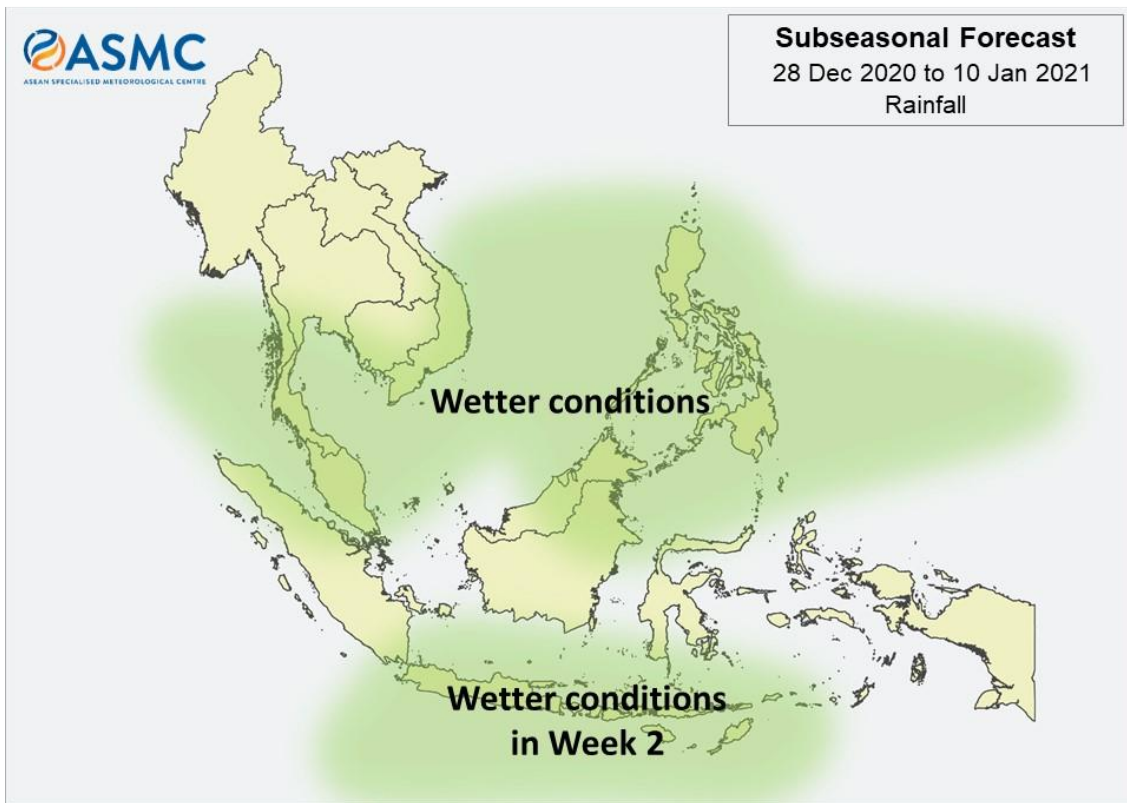 ASMC
ASEAN SPECIALISED METEOROLOGICAL CENTRE
Subseasonal Forecast
28 Dec 2020 to 10 Jan 2021
Rainfall
Wetter conditions
Wetter conditions
in Week 2